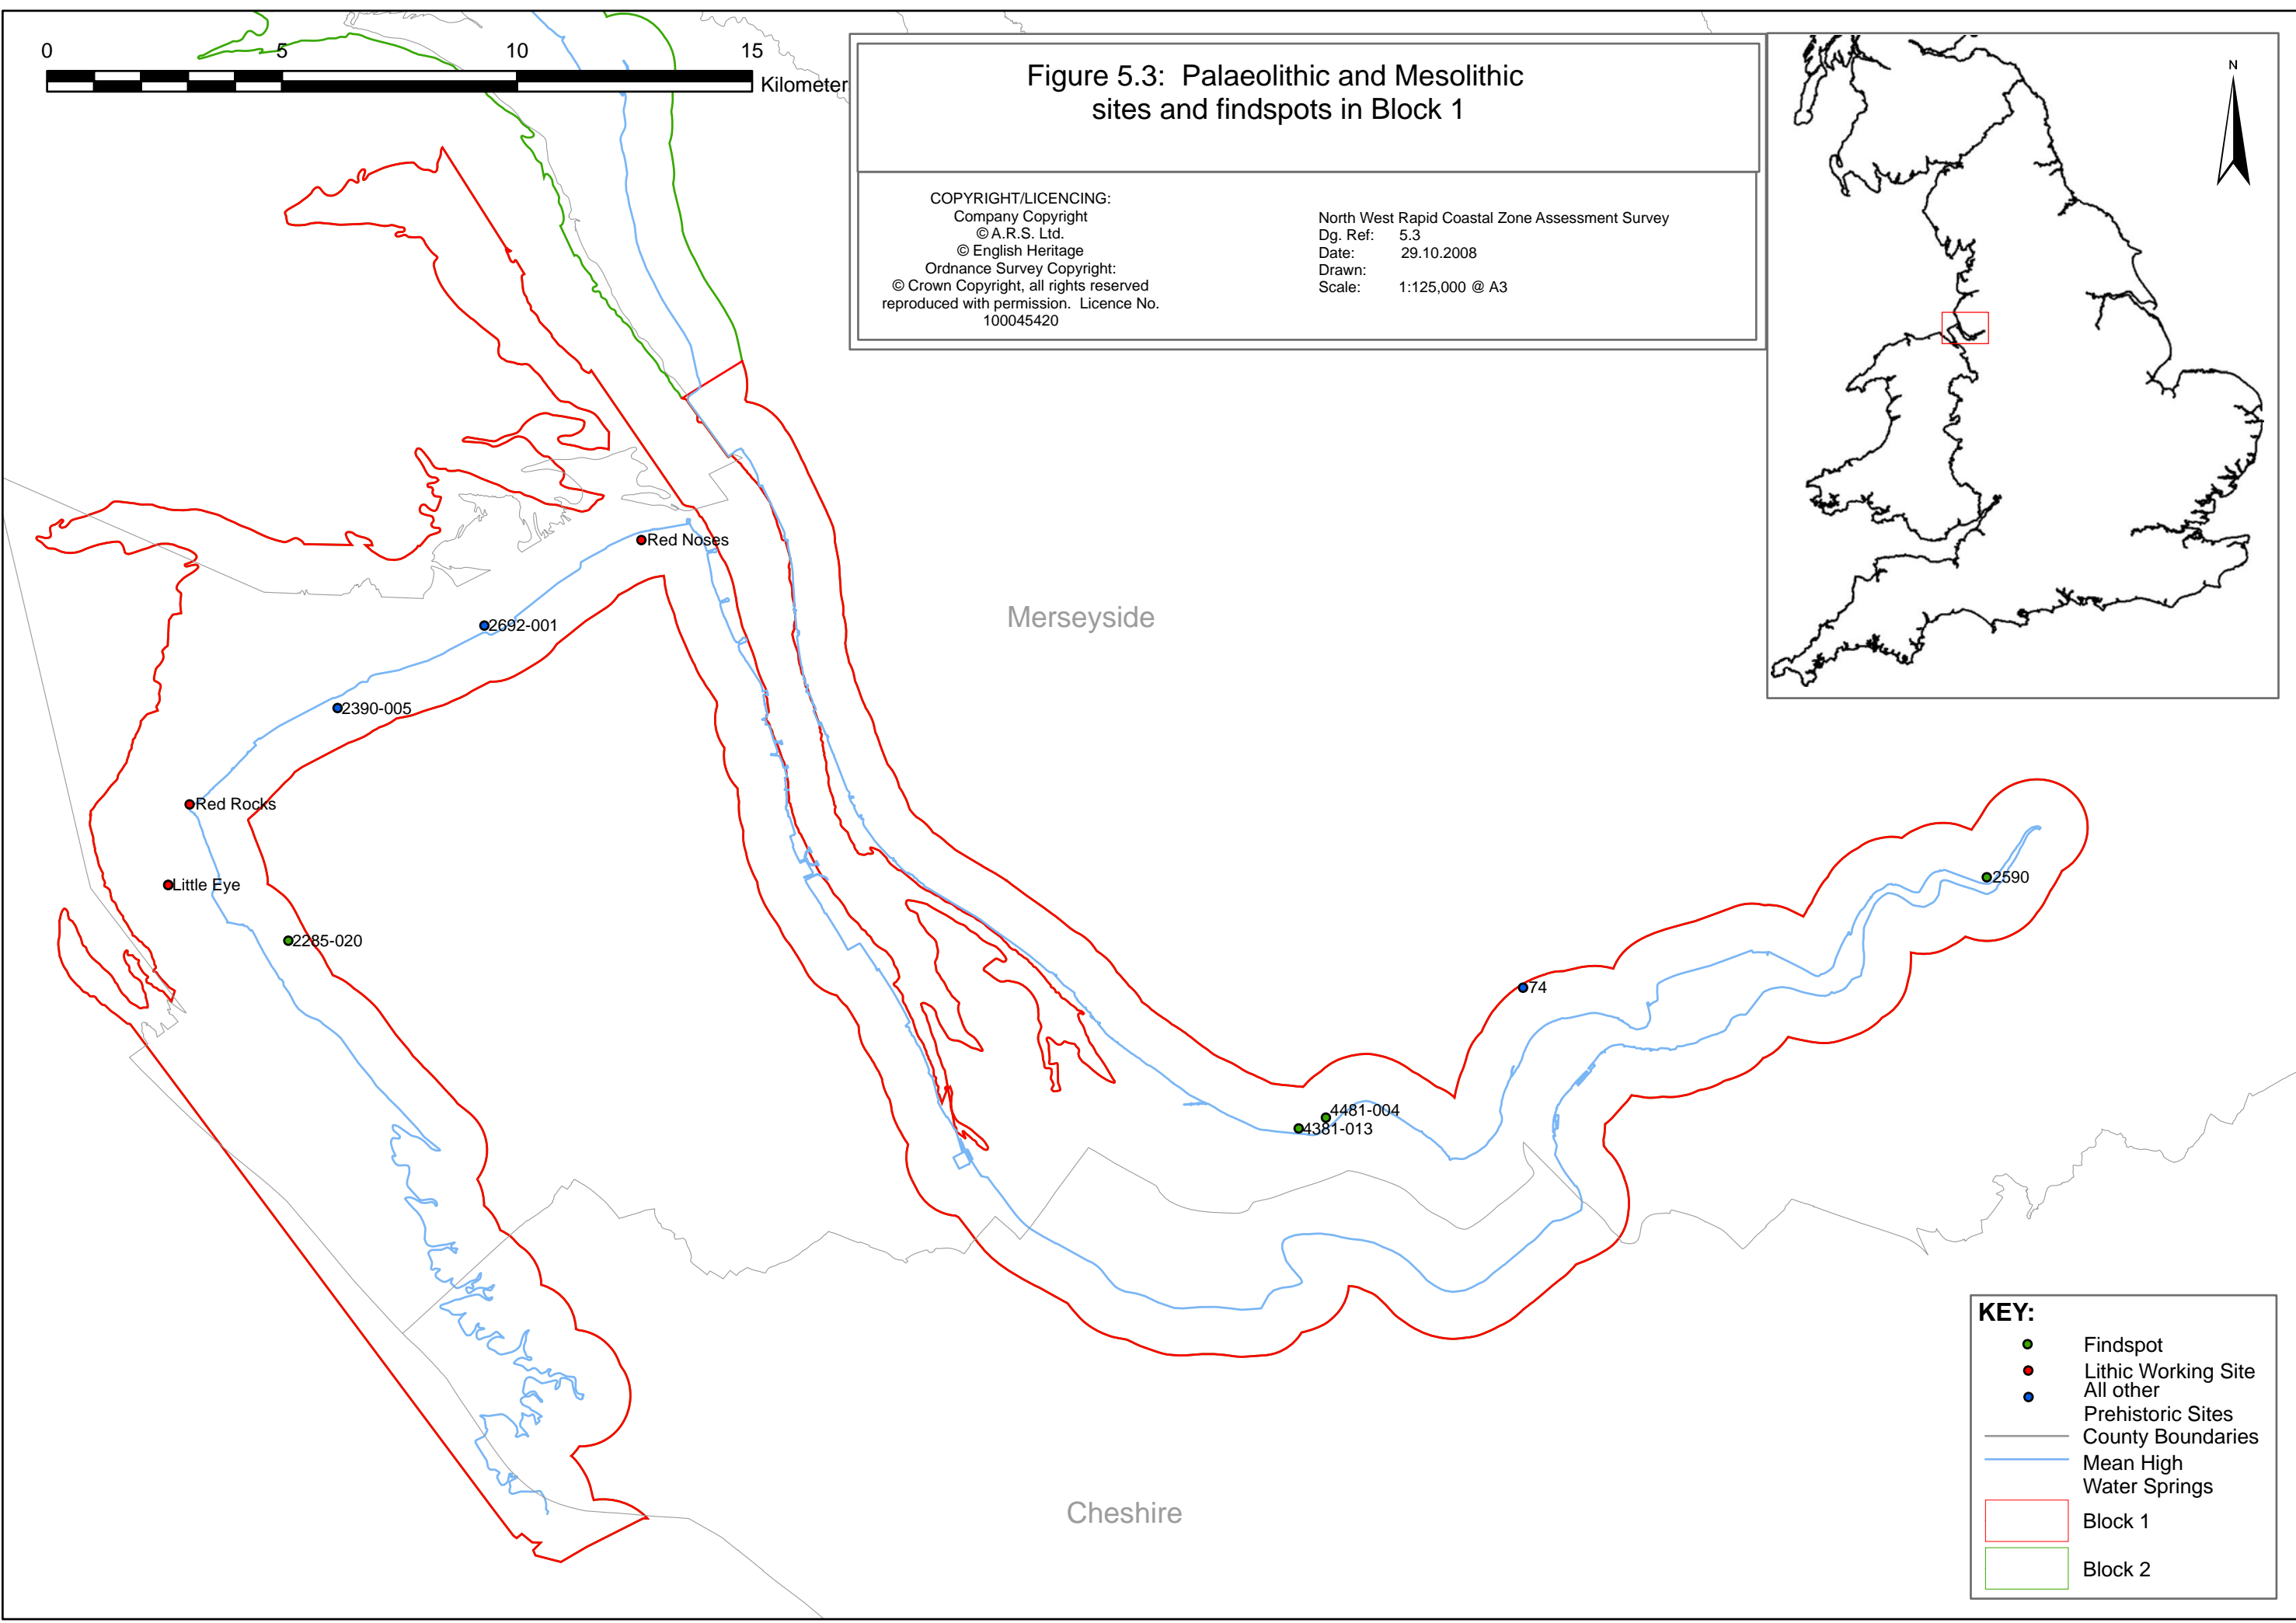 0 5 10 15
Kilometer
Figure 5.3: Palaeolithic and Mesolithic
sites and findspots in Block 1
COPYRIGHT/LICENCING:
Company Copyright
© A.R.S. Ltd.
© English Heritage
Ordnance Survey Copyright:
© Crown Copyright, all rights reserved
reproduced with permission. Licence No.
100045420
North West Rapid Coastal Zone Assessment Survey
Dg. Ref: 5.3
Date: 29.10.2008
Drawn:
Scale: 1:125,000 @ A3
N
Red Noses
Merseyside
2692-001
2390-005
Red Rocks
Little Eye
2590
2285-020
74
4481-004
4381-013
Cheshire
KEY:
Findspot
Lithic Working Site
All other
Prehistoric Sites
County Boundaries
Mean High
Water Springs
Block 1
Block 2